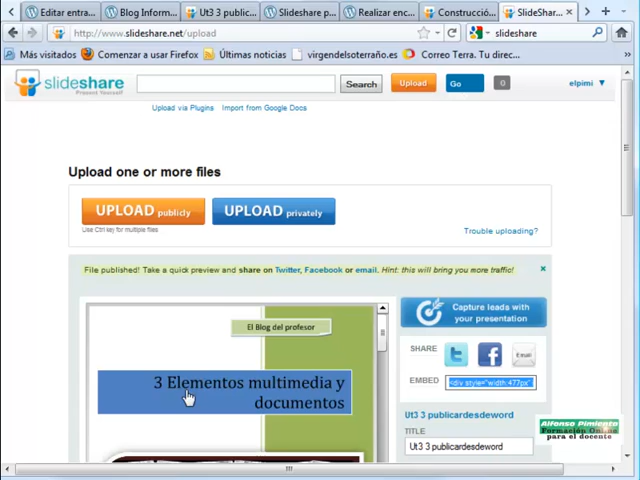 Editar entra...
Blog Inform...
Ut3 3 public...
Slideshare p...
Realizar enc...
Construcció...
SlideShar...
http://www.slideshare.net/upload
slideshare
Más visitados
Comenzar a usar Firefox
Últimas noticias
virgendelsoterraño.es
Correo Terra. Tu direc...
slideshare
Present Yourself
Search
Upload
Go
0
elpimi
Upload via Plugins
Import from Google Docs
Upload one or more files
UPLOAD publicly
UPLOAD privately
Use Ctrl key for multiple files
Trouble uploading?
File published! Take a quick preview and share on Twitter, Facebook or email. Hint: this will bring you more traffic!
El Blog del profesor
3 Elementos multimedia y
documentos
Capture leads with
your presentation
SHARE
Email
EMBED
<div style="width:477px"
Ut3 3 publicardesdeword
TITLE
Ut3 3 publicardesdeword
Alfonso Pimiento
Formación Online
para el docente